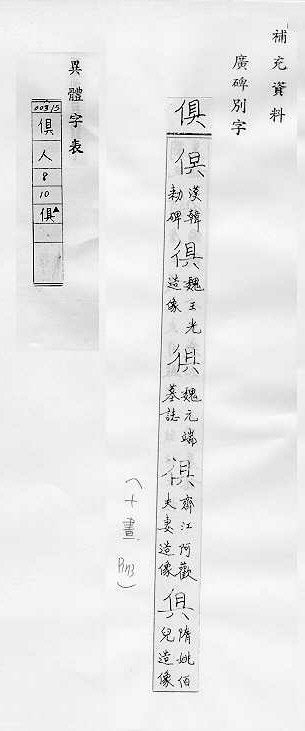 補充資料
廣碑別字
俱
俱 漢韓勑碑
俱 魏王光造像
俱 魏元端墓誌
俱 齊江阿歡夫妻造像
俱 隋姚佰兒造像
(十畫 P113)
異體字表
00315
俱
人
8
10
俱▲